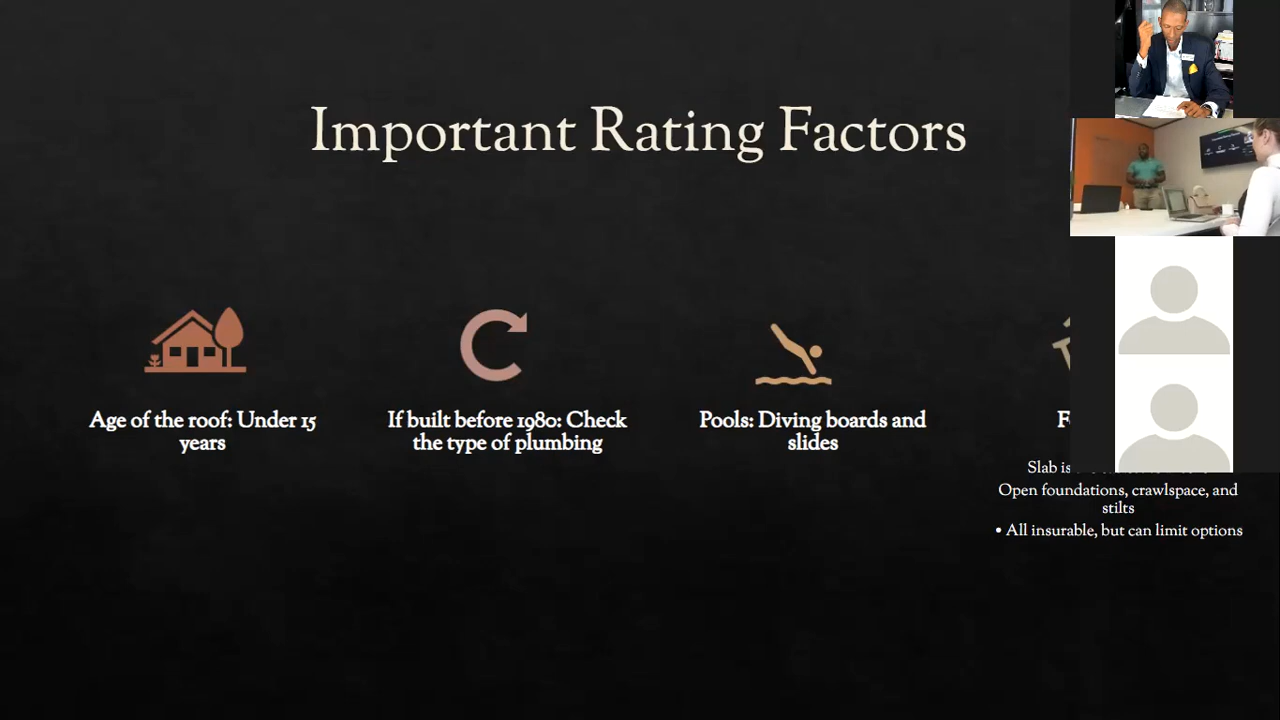 Important Rating Factors
Age of the roof: Under 15
years
If built before 1980: Check
the type of plumbing
Pools: Diving boards and
slides
Slab is
Open foundations, crawlspace, and
stilts
• All insurable, but can limit options